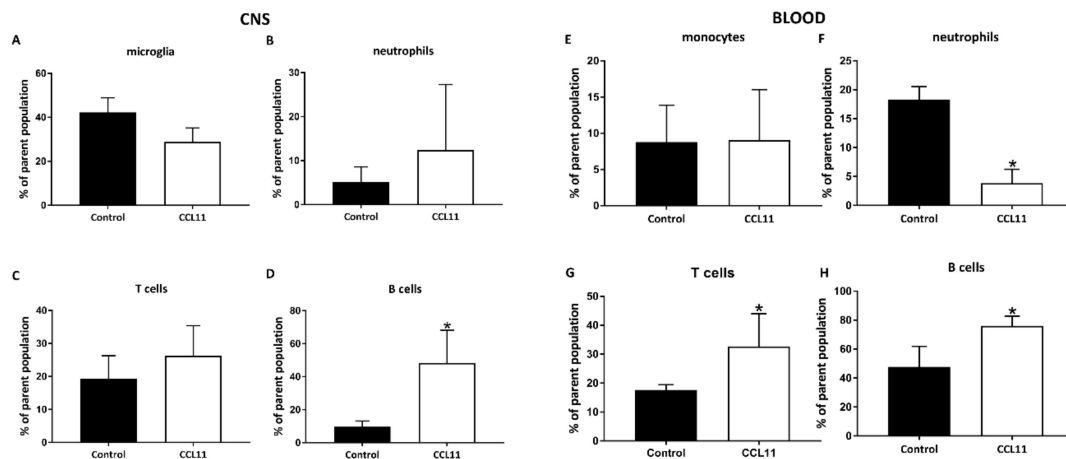 CNS
BLOOD
A
microglia
% of parent population
60
40
20
0
Control
CCL11
B
neutrophils
% of parent population
30
20
10
0
Control
CCL11
E
monocytes
% of parent population
20
15
10
5
0
Control
CCL11
F
neutrophils
% of parent population
25
20
15
10
5
0
*
Control
CCL11
C
T cells
% of parent population
40
30
20
10
0
Control
CCL11
D
B cells
% of parent population
80
60
40
20
0
*
Control
CCL11
G
T cells
% of parent population
50
40
30
20
10
0
*
Control
CCL11
H
B cells
% of parent population
100
80
60
40
20
0
*
Control
CCL11